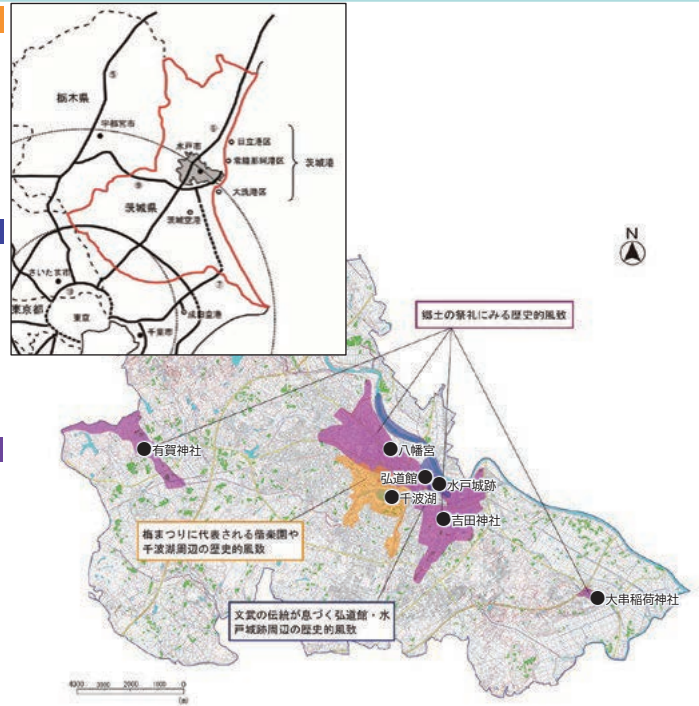 栃木県
⑤
宇都宮市
水戸市
⑥
日立港区
常陸那珂港区
茨城港
大洗港区
茨城県
茨城空港
さいたま市
東京都
東京
成田空港
千葉市
N
郷土の祭礼にみる歴史的風致
有賀神社
八幡宮
弘道館
水戸城跡
千波湖
吉田神社
梅まつりに代表される偕楽園や
千波湖周辺の歴史的風致
大串稲荷神社
文武の伝統が息づく弘道館・水
戸城跡周辺の歴史的風致
4000 3000 2000 1000 0
(m)